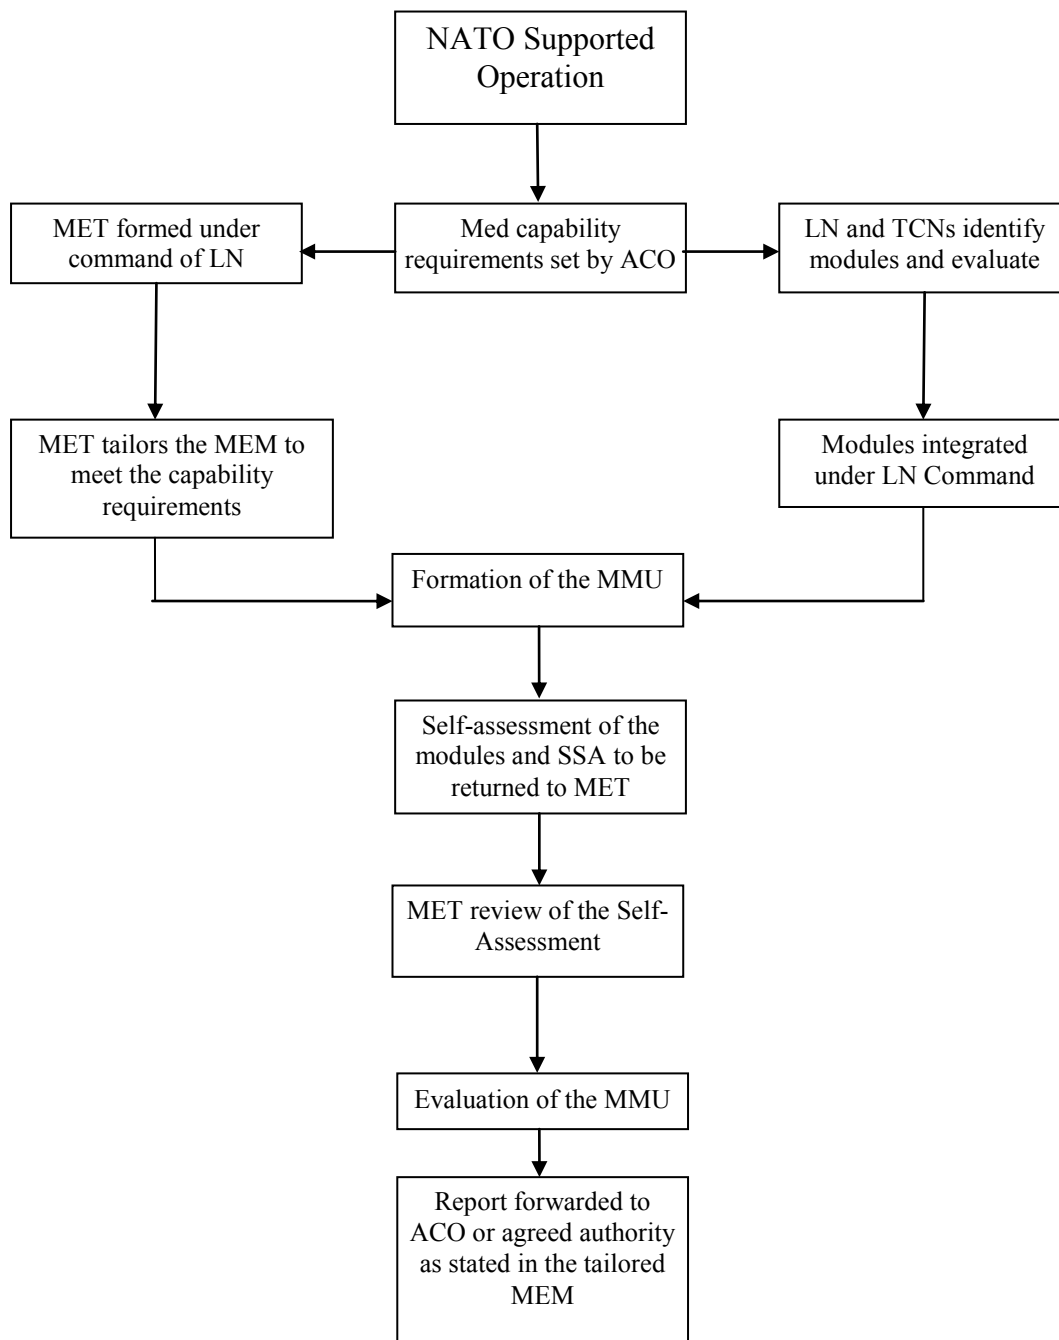 NATO Supported
Operation
MET formed under
command of LN
Med capability
requirements set by ACO
LN and TCNs identify
modules and evaluate
MET tailors the MEM to
meet the capability
requirements
Modules integrated
under LN Command
Formation of the MMU
Self-assessment of the
modules and SSA to be
returned to MET
MET review of the Self-
Assessment
Evaluation of the MMU
Report forwarded to
ACO or agreed authority
as stated in the tailored
MEM